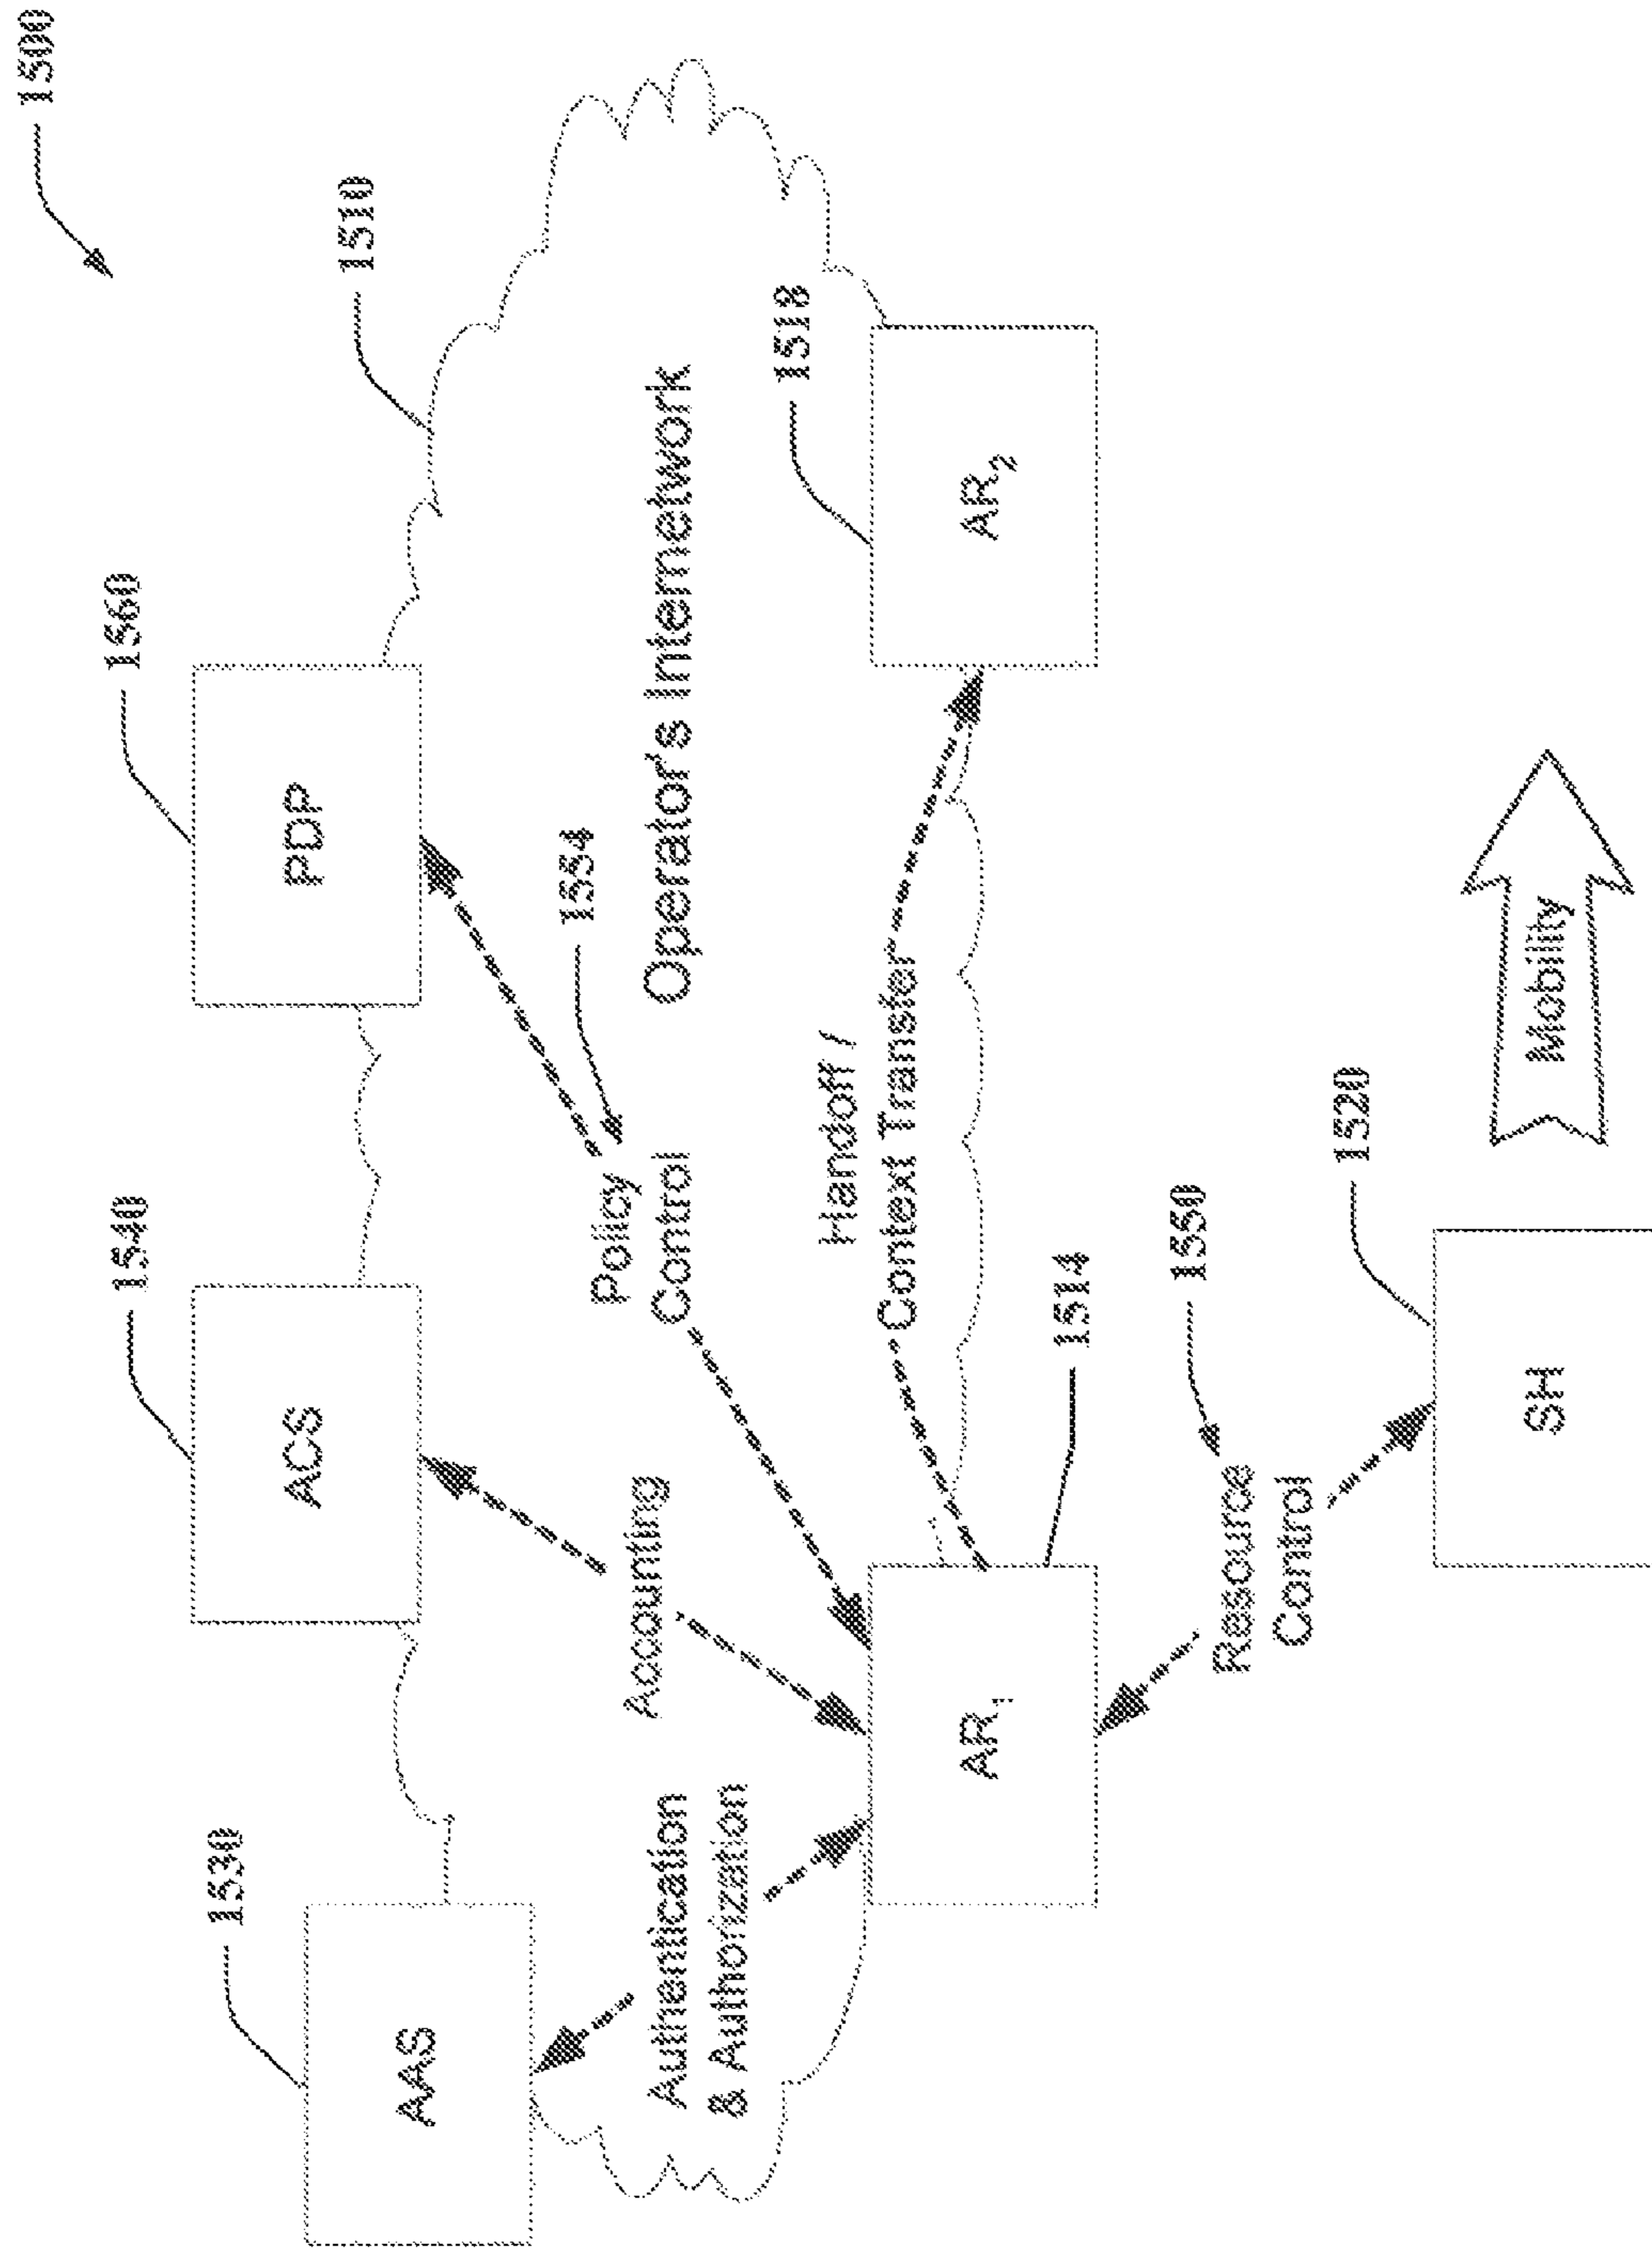 1500
1510
1560
PDP
1540
ACS
1530
AAS
1554
Policy
Control
Operator's Internetwork
Accounting
Authentication
& Authorization
1518
AR2
Handoff /
Context Transfer
1514
AR1
1550
Resource
Control
1520
SH
Mobility